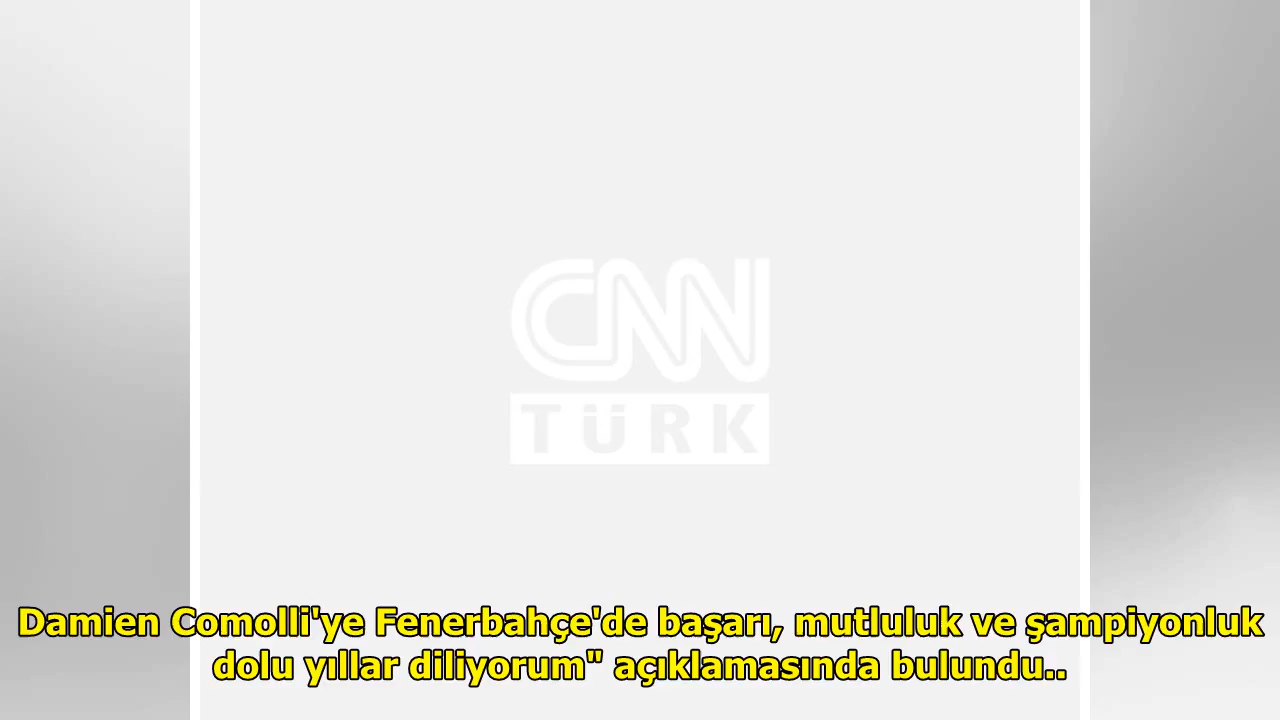 CNN
TÜRK
Damien Comolli'ye Fenerbahçe'de başarı, mutluluk ve şampiyonluk
dolu yıllar diliyorum" açıklamasında bulundu..